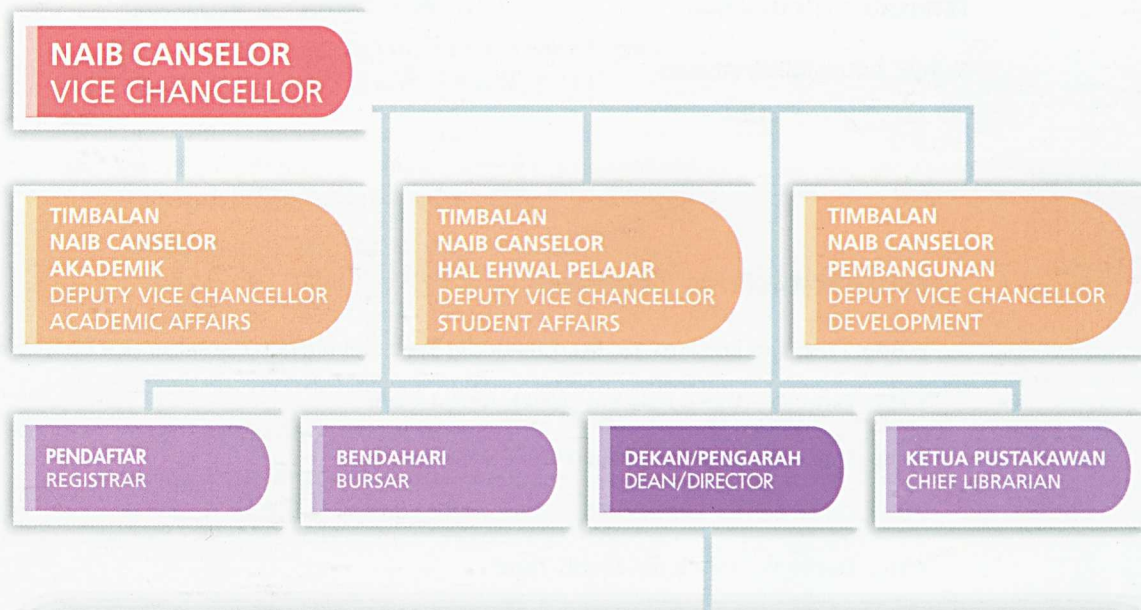 NAIB CANSELOR
VICE CHANCELLOR
TIMBALAN
NAIB CANSELOR
AKADEMIK
DEPUTY VICE CHANCELLOR
ACADEMIC AFFAIRS
TIMBALAN
NAIB CANSELOR
HAL EHWAL PELAJAR
DEPUTY VICE CHANCELLOR
STUDENT AFFAIRS
TIMBALAN
NAIB CANSELOR
PEMBANGUNAN
DEPUTY VICE CHANCELLOR
DEVELOPMENT
PENDAFTAR
REGISTRAR
BENDAHARI
BURSAR
DEKAN/PENGARAH
DEAN/DIRECTOR
KETUA PUSTAKAWAN
CHIEF LIBRARIAN